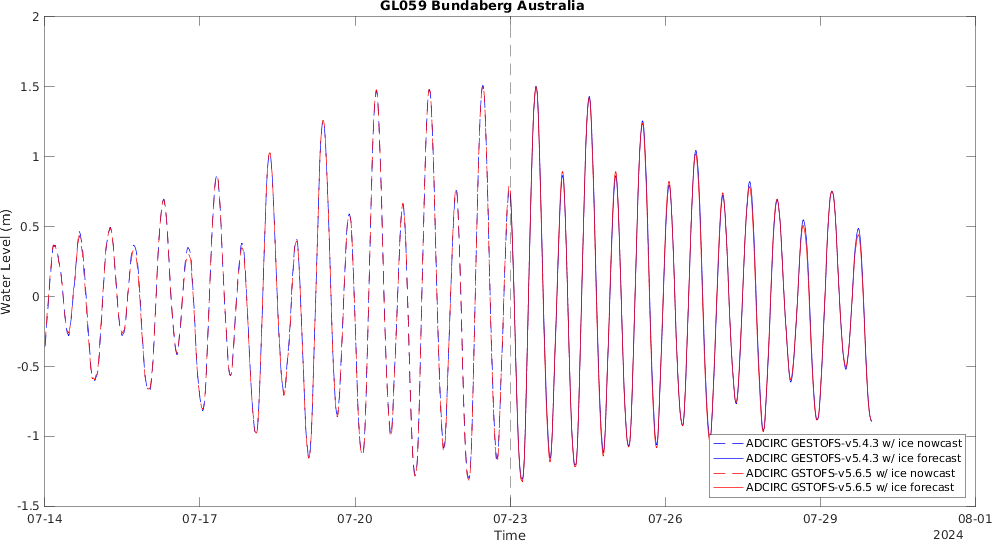 GL059 Bundaberg Australia
2
1.5
1
0.5
0
-0.5
-1
-1.5
Water Level (m)
ADCIRC GESTOFS-v5.4.3 w/ ice nowcast
ADCIRC GESTOFS-v5.4.3 w/ ice forecast
ADCIRC GSTOFS-v5.6.5 w/ ice nowcast
ADCIRC GSTOFS-v5.6.5 w/ ice forecast
07-14 07-17 07-20 07-23 07-26 07-29 08-01
Time
2024